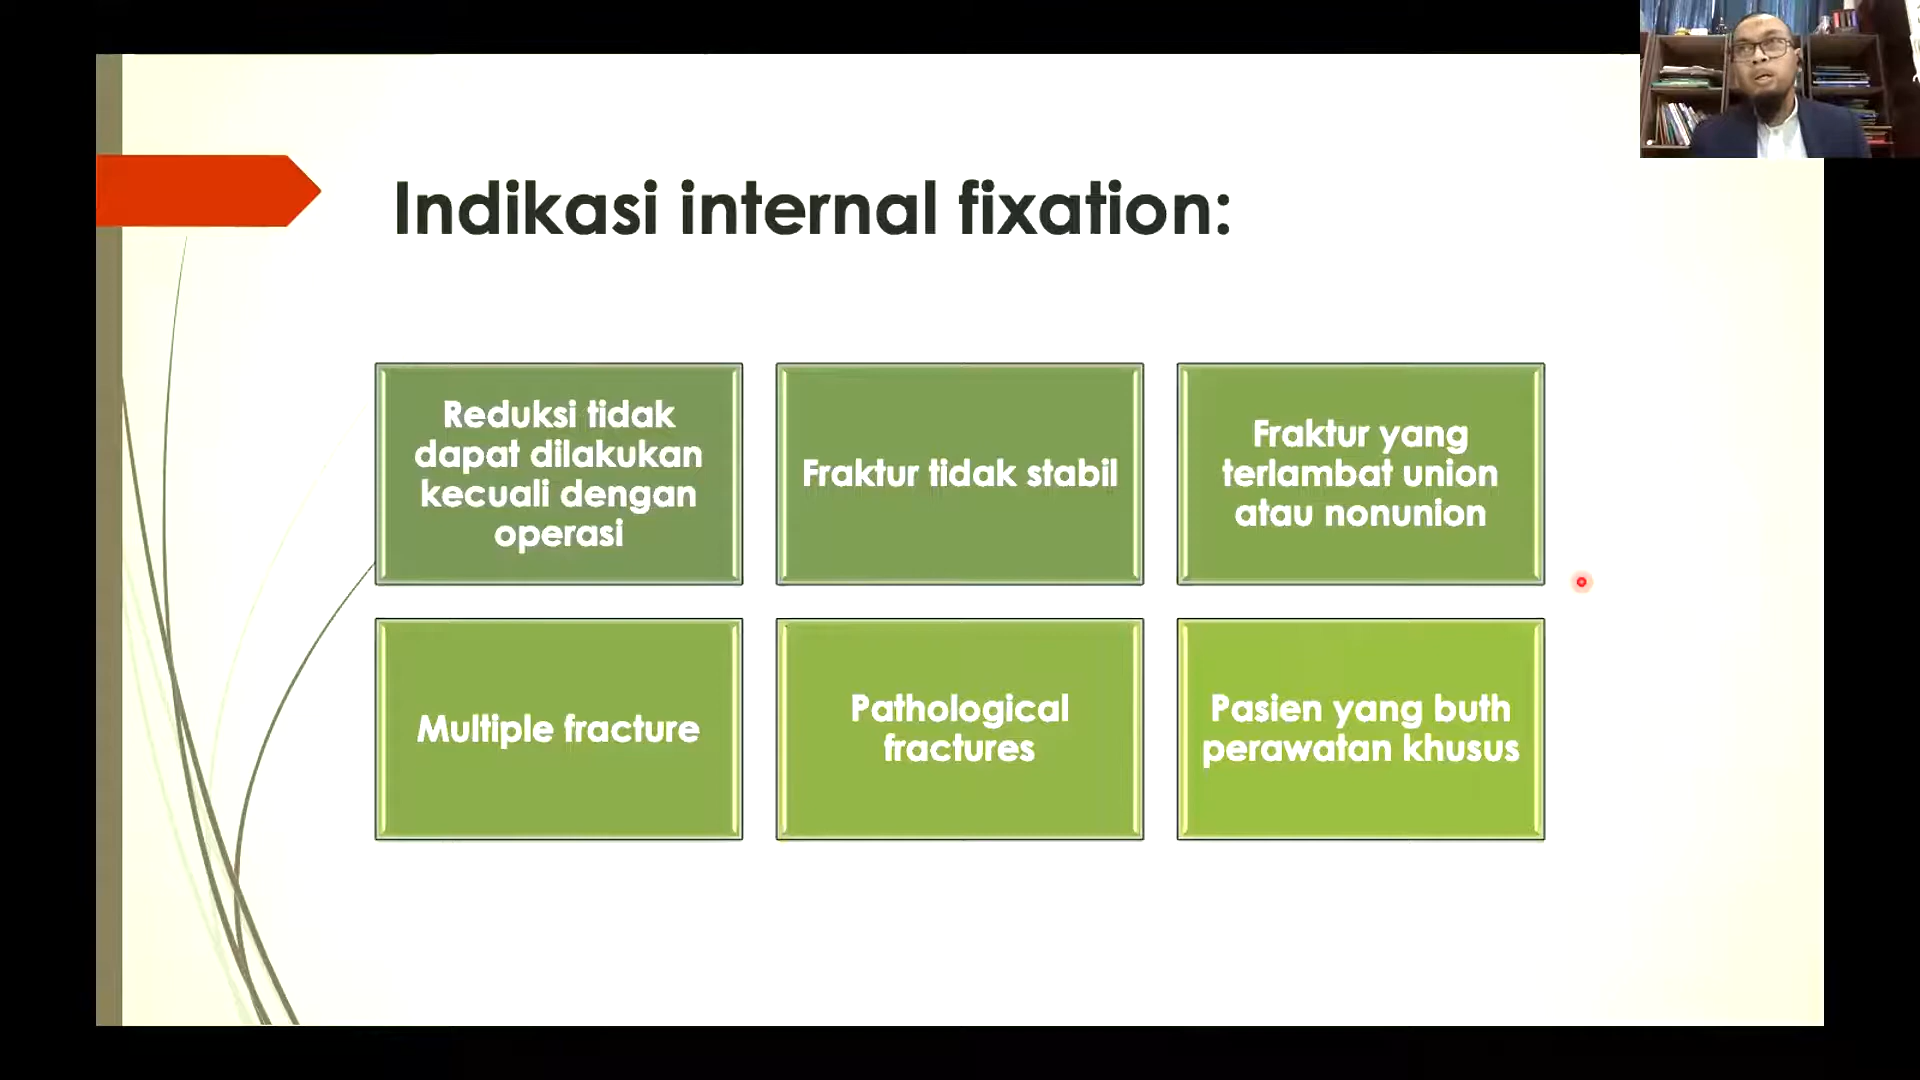 Indikasi internal fixation:
Reduksi tidak
dapat dilakukan
kecuali dengan
operasi
Fraktur tidak stabil
Fraktur yang
terlambat union
atau nonunion
Multiple fracture
Pathological
fractures
Pasien yang buth
perawatan khusus